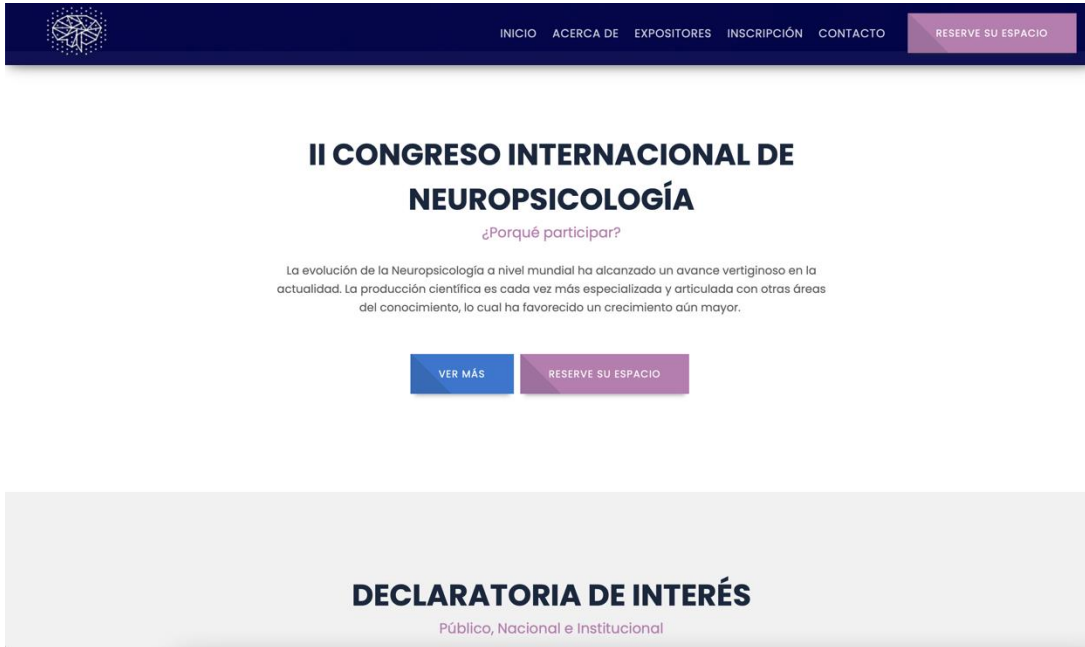 INICIO ACERCA DE EXPOSITORES INSCRIPCIÓN CONTACTO RESERVE SU ESPACIO
II CONGRESO INTERNACIONAL DE
NEUROPSICOLOGÍA
¿Porqué participar?
La evolución de la Neuropsicología a nivel mundial ha alcanzado un avance vertiginoso en la
actualidad. La producción científica es cada vez más especializada y articulada con otras áreas
del conocimiento, lo cual ha favorecido un crecimiento aún mayor.
VER MÁS RESERVE SU ESPACIO
DECLARATORIA DE INTERÉS
Público, Nacional e Institucional